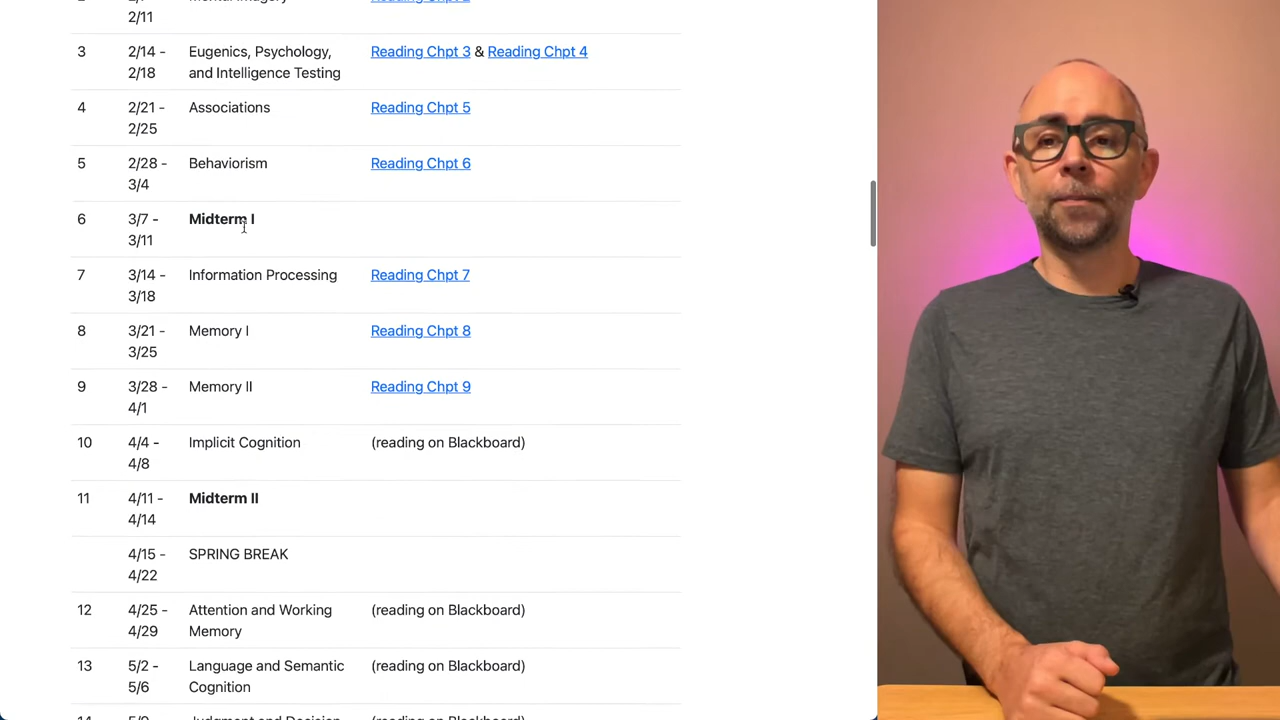 2/11
3 2/14 - Eugenics, Psychology, Reading Chpt 3 & Reading Chpt 4
2/18 and Intelligence Testing
4 2/21 - Associations Reading Chpt 5
2/25
5 2/28 - Behaviorism Reading Chpt 6
3/4
6 3/7 - Midterm I
3/11
7 3/14 - Information Processing Reading Chpt 7
3/18
8 3/21 - Memory I Reading Chpt 8
3/25
9 3/28 - Memory II Reading Chpt 9
4/1
10 4/4 - Implicit Cognition (reading on Blackboard)
4/8
11 4/11 - Midterm II
4/14
4/15 - SPRING BREAK
4/22
12 4/25 - Attention and Working (reading on Blackboard)
4/29 Memory
13 5/2 - Language and Semantic (reading on Blackboard)
5/6 Cognition